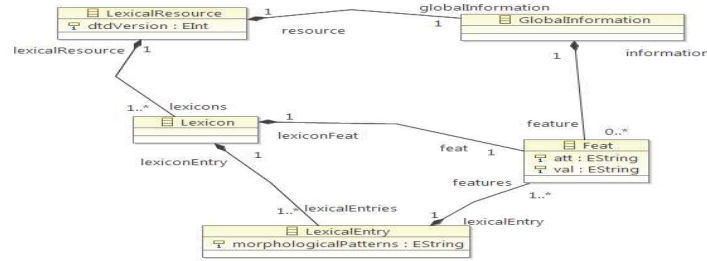 globalInformation
LexicalResource
1
GlobalInformation
dtdVersion : EInt
resource
1
lexicalResource
1
1
information
1..*
lexicons
Lexicon
1
lexiconFeat
feature
0..*
feat
1
Feat
lexiconEntry
1
att : EString
val : EString
features
1..*
lexicalEntries
1..*
1
lexicalEntry
LexicalEntry
morphologicalPatterns : EString